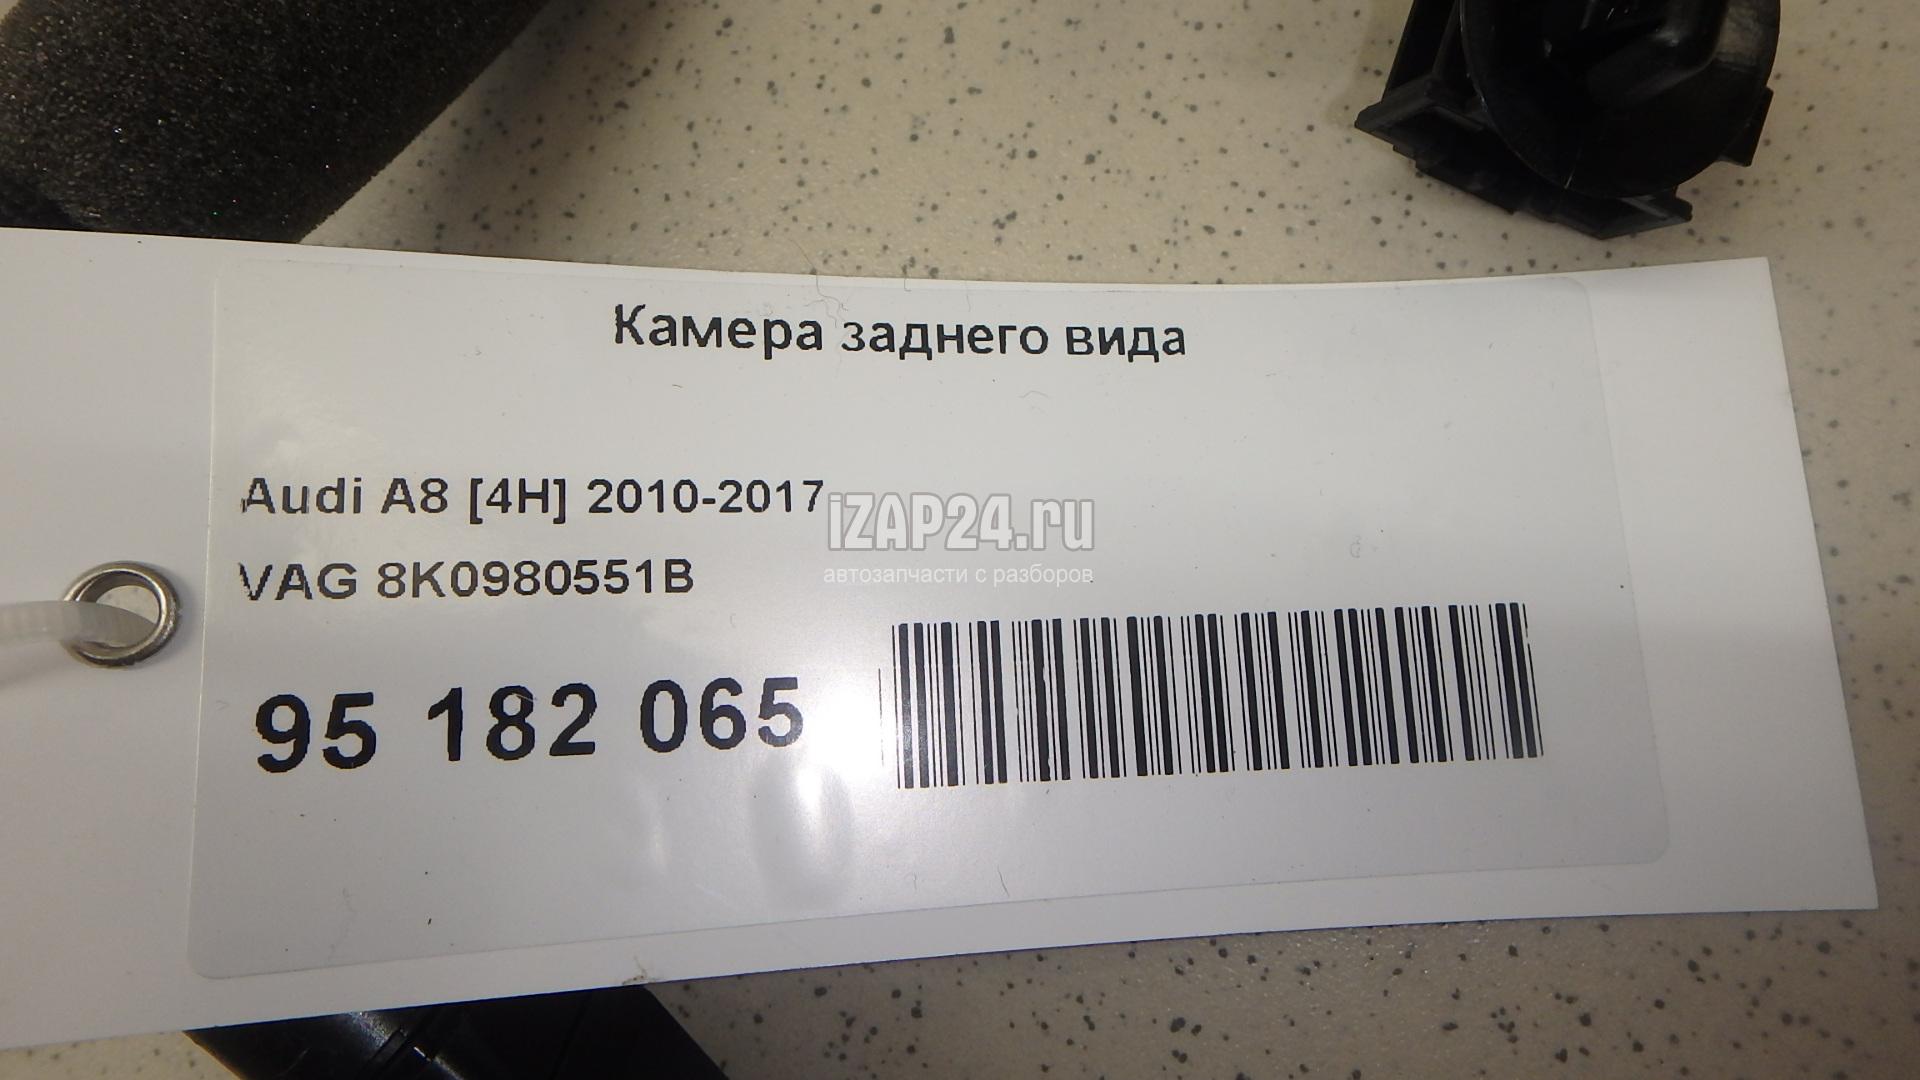 Камера заднего вида
Audi A8 [4H] 2010-2017
iZAP24.ru
VAG 8K0980551B
автозапчасти с разборов
95 182 065